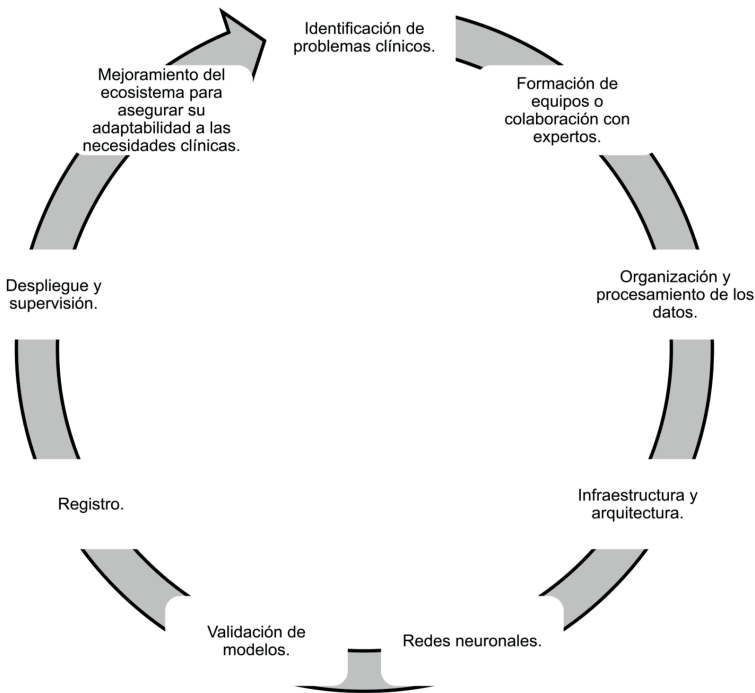 Identificación de
problemas clínicos.
Formación de
equipos o
colaboración con
expertos.
Organización y
procesamiento de los
datos.
Infraestructura y
arquitectura.
Redes neuronales.
Validación de
modelos.
Registro.
Despliegue y
supervisión.
Mejoramiento del
ecosistema para
asegurar su
adaptabilidad a las
necesidades clínicas.